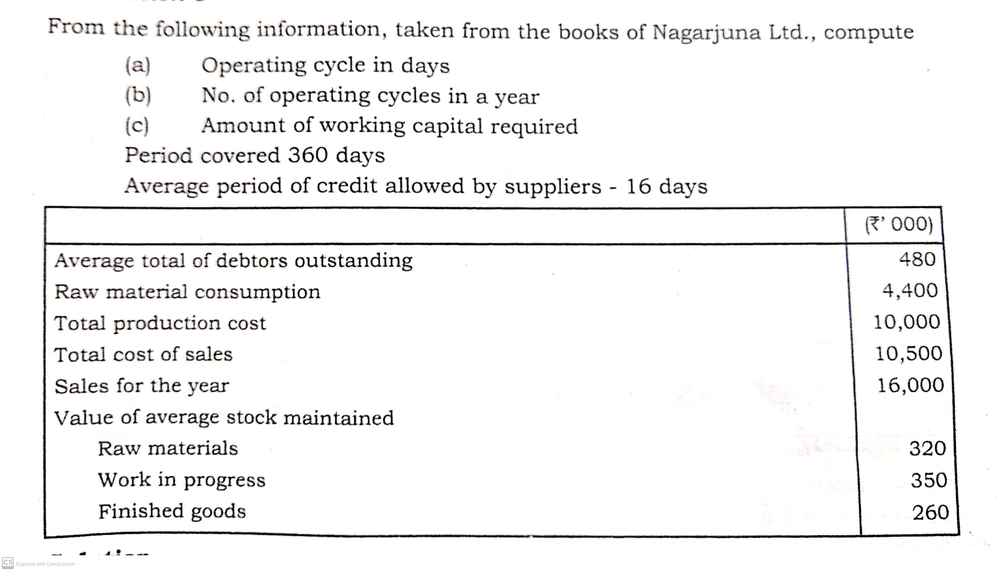 From the following information, taken from the books of Nagarjuna Ltd., compute
(a) Operating cycle in days
(b) No. of operating cycles in a year
(c) Amount of working capital required
Period covered 360 days
Average period of credit allowed by suppliers - 16 days
(₹' 000)
Average total of debtors outstanding 480
Raw material consumption 4,400
Total production cost 10,000
Total cost of sales 10,500
Sales for the year 16,000
Value of average stock maintained
Raw materials 320
Work in progress 350
Finished goods 260
CS Scanned with CamScanner